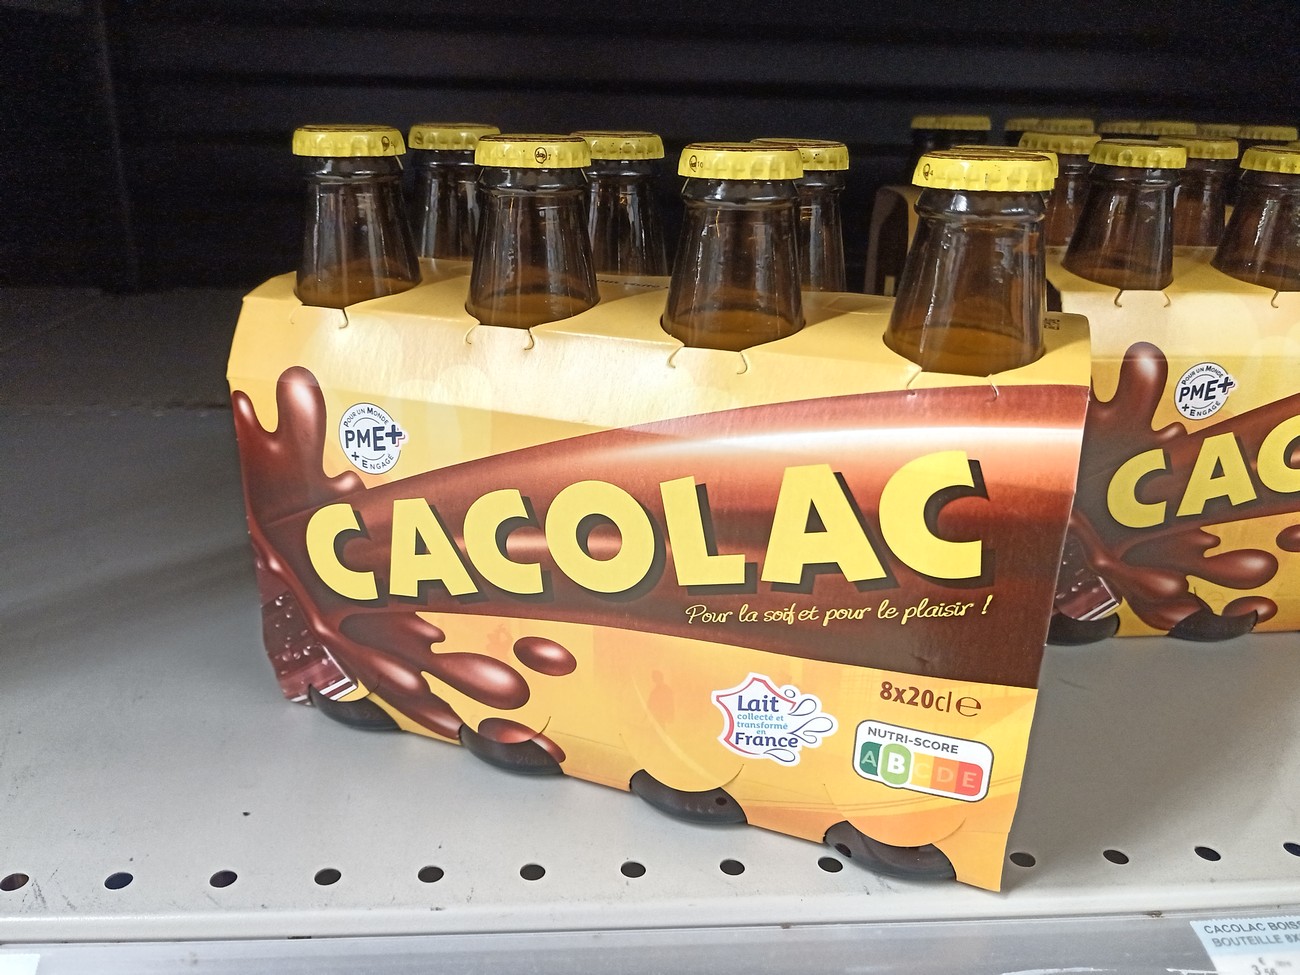 POUR UN MONDE
PME+
+ ENGAGÉ
CACOLAC
Pour la soif et pour le plaisir !
8x20cl e
Lait
collecté et
transformé
en
France
NUTRI-SCORE
A B C D E
POUR UN MONDE
PME+
+ ENGAGÉ
CAC
CACOLAC BOIS
BOUTEILLE 8X